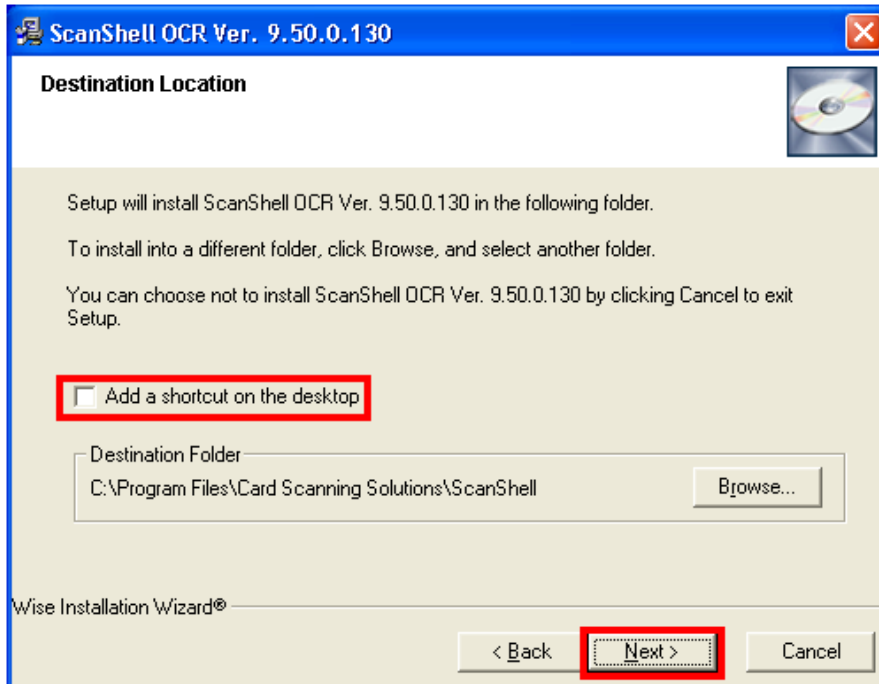 ScanShell OCR Ver. 9.50.0.130
Destination Location
Setup will install ScanShell OCR Ver. 9.50.0.130 in the following folder.
To install into a different folder, click Browse, and select another folder.
You can choose not to install ScanShell OCR Ver. 9.50.0.130 by clicking Cancel to exit
Setup.
Add a shortcut on the desktop
Destination Folder
C:\Program Files\Card Scanning Solutions\ScanShell
Browse...
Wise Installation Wizard®
< Back
Next >
Cancel